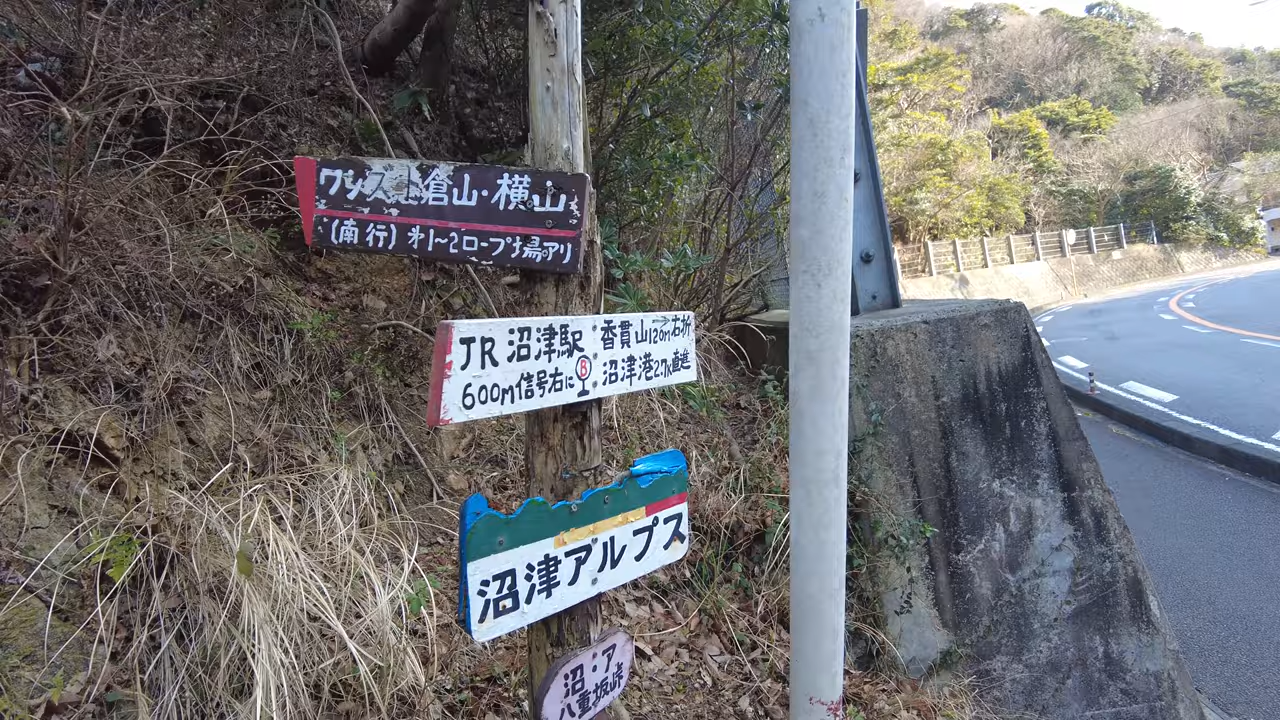 倉山・横山
(南行) オ1~2ロープ場アリ
JR 沼津駅
600m信号右に
B
香貫山120m右折
沼津港2.7k直進
沼津アルプス
沼・ア
八重坂峠